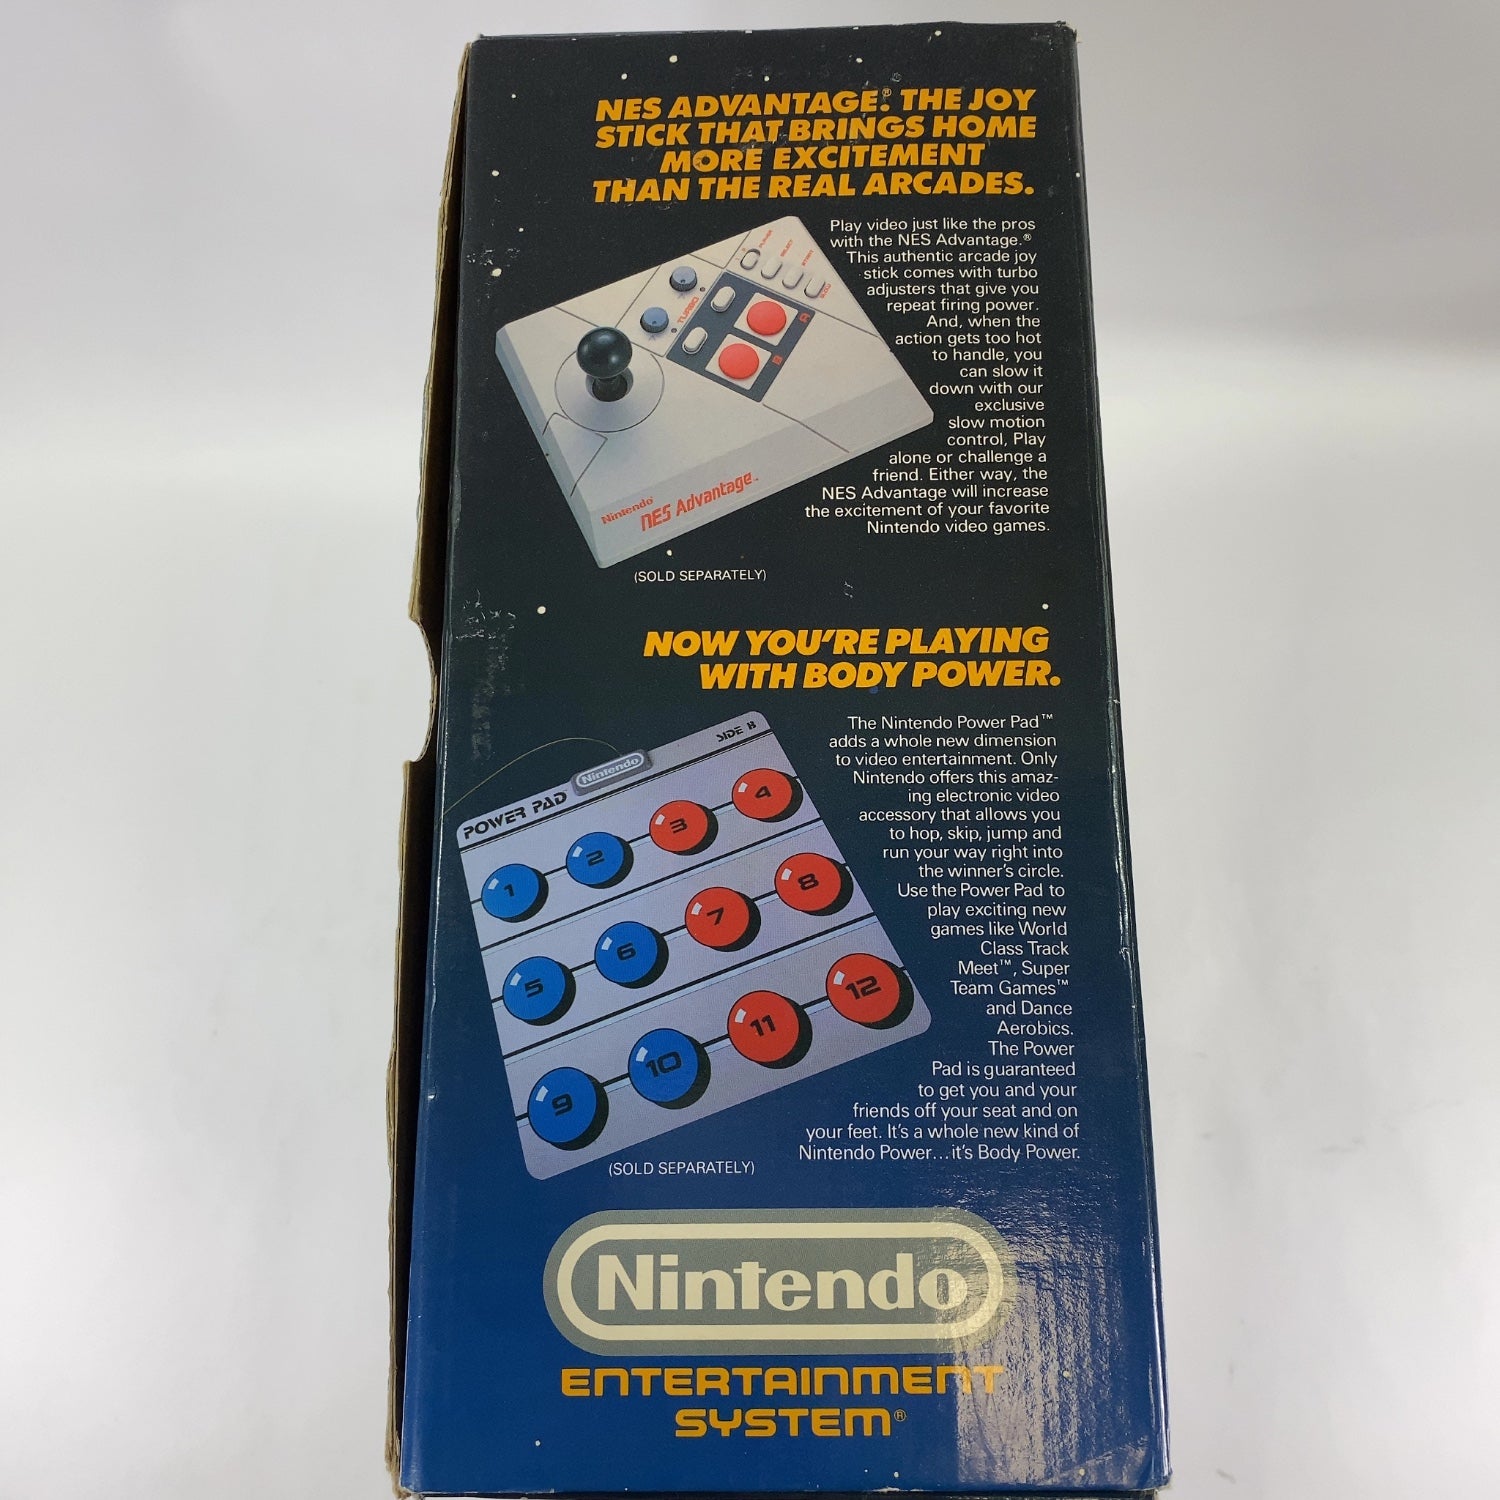 NES ADVANTAGE.® THE JOY
STICK THAT BRINGS HOME
MORE EXCITEMENT
THAN THE REAL ARCADES.
Play video just like the pros
with the NES Advantage.®
This authentic arcade joy
stick comes with turbo
adjusters that give you
repeat firing power.
And, when the
action gets too hot
to handle, you
can slow it
down with our
exclusive
slow motion
control, Play
alone or challenge a
friend. Either way, the
NES Advantage will increase
the excitement of your favorite
Nintendo video games.
PLAYER
SELECT
START
SLOW
TURBO
A
B
Nintendo®
NES Advantage™
(SOLD SEPARATELY)
NOW YOU'RE PLAYING
WITH BODY POWER.
The Nintendo Power Pad™
adds a whole new dimension
to video entertainment. Only
Nintendo offers this amaz-
ing electronic video
accessory that allows you
to hop, skip, jump and
run your way right into
the winner's circle.
Use the Power Pad to
play exciting new
games like World
Class Track
Meet™, Super
Team Games™
and Dance
Aerobics.
The Power
Pad is guaranteed
to get you and your
friends off your seat and on
your feet. It's a whole new kind of
Nintendo Power...it's Body Power.
POWER PAD
Nintendo
SIDE B
1 2 3 4
5 6 7 8
9 10 11 12
(SOLD SEPARATELY)
Nintendo
ENTERTAINMENT
SYSTEM®